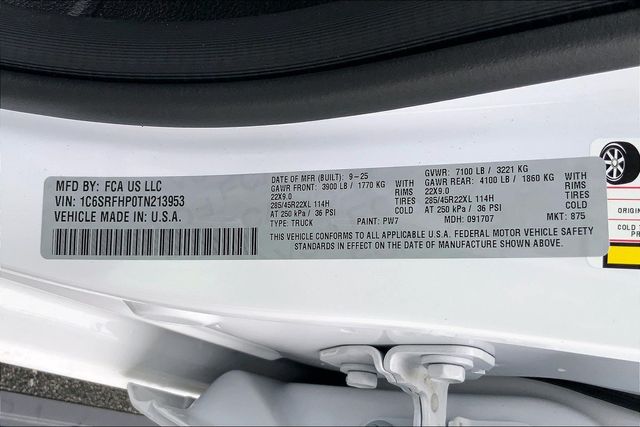 MFD BY: FCA US LLC
VIN: 1C6SRFHP0TN213953
VEHICLE MADE IN U.S.A.
DATE OF MFR (BUILT): 9-25
GAWR FRONT: 3900 LB / 1770 KG WITH
22X9.0 RIMS
285/45R22XL 114H TIRES
AT 250 kPa / 36 PSI COLD
TYPE: TRUCK PAINT: PW7
GVWR: 7100 LB / 3221 KG
GAWR REAR: 4100 LB / 1860 KG WITH
22X9.0 RIMS
285/45R22XL 114H TIRES
AT 250 kPa / 36 PSI COLD
MDH: 091707 MKT: 875
THIS VEHICLE CONFORMS TO ALL APPLICABLE U.S.A. FEDERAL MOTOR VEHICLE SAFETY
STANDARDS IN EFFECT ON THE DATE OF MANUFACTURE SHOWN ABOVE.
ORIGIN
COLD T
PR